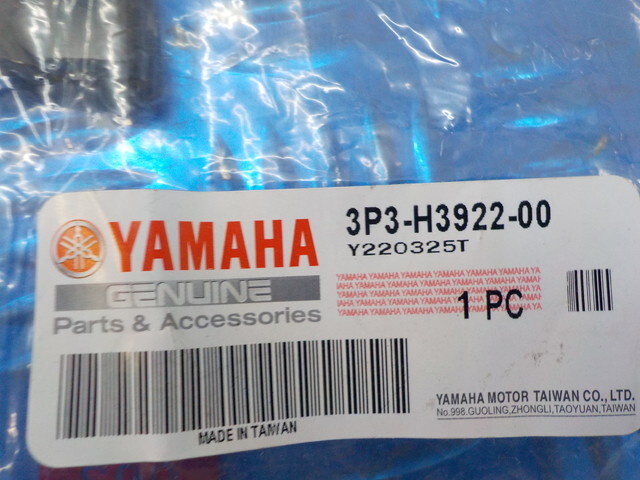 YAMAHA
GENUINE
Parts & Accessories
3P3-H3922-00
Y220325T
YAMAHA YAMAHA YAMAHA YAMAHA YAMAHA YAMAHA YA
1 PC
MADE IN TAIWAN
YAMAHA MOTOR TAIWAN CO., LTD.
No.998.GUOLING,ZHONGLI,TAOYUAN,TAIWAN